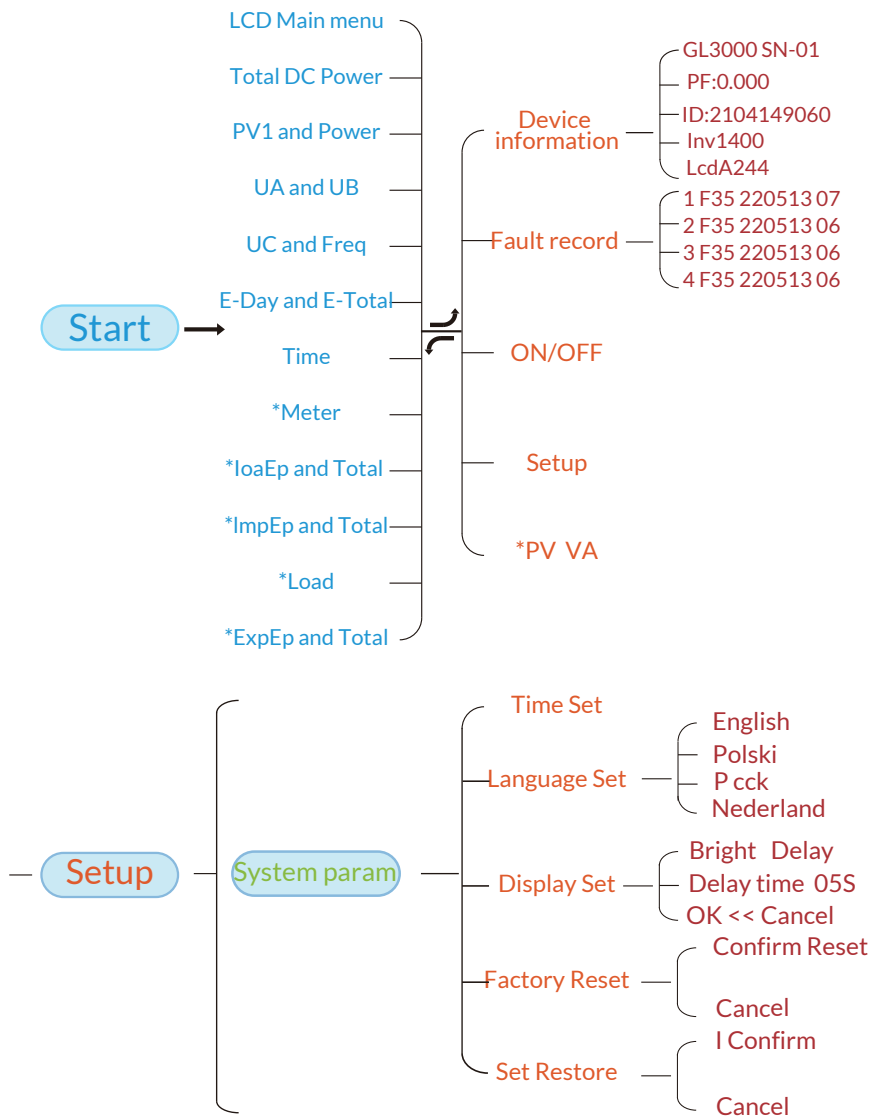 LCD Main menu
Total DC Power
PV1 and Power
UA and UB
UC and Freq
E-Day and E-Total
Start
Time
*Meter
*IoaEp and Total
*ImpEp and Total
*Load
*ExpEp and Total
Device
information
GL3000 SN-01
PF:0.000
ID:2104149060
Inv1400
LcdA244
Fault record
1 F35 220513 07
2 F35 220513 06
3 F35 220513 06
4 F35 220513 06
ON/OFF
Setup
*PV VA
Setup
System param
Time Set
Language Set
English
Polski
P cck
Nederland
Display Set
Bright Delay
Delay time 05S
OK << Cancel
Factory Reset
Confirm Reset
Cancel
Set Restore
I Confirm
Cancel